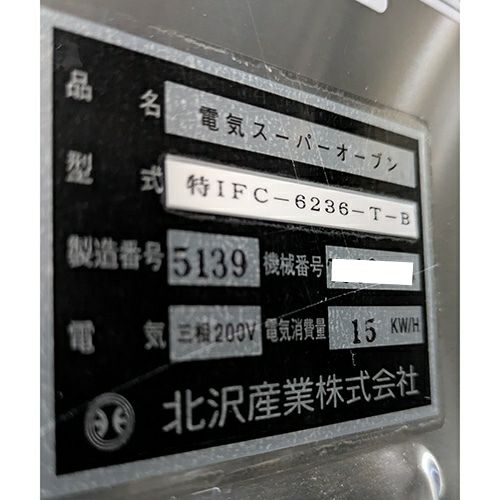 品名 電気スーパーオーブン
型式 特IFC-6236-T-B
製造番号 5139 機械番号
電気 三相200V 電気消費量 15 KW/H
北沢産業株式会社